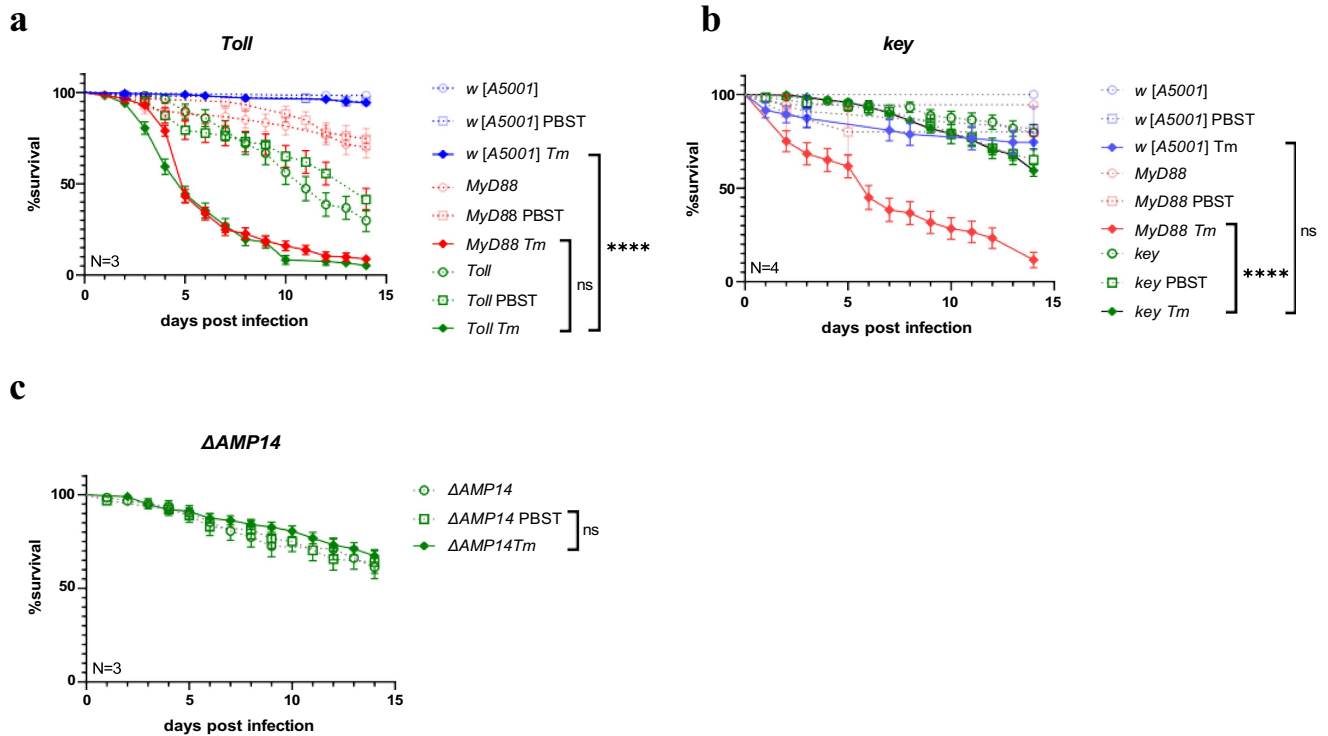 a
Toll
%survival
100
50
0
N=3
0 5 10 15
days post infection
w [A5001]
w [A5001] PBST
w [A5001] Tm
MyD88
MyD88 PBST
MyD88 Tm
Toll
Toll PBST
Toll Tm
ns
****
b
key
%survival
100
50
0
N=4
0 5 10 15
days post infection
w [A5001]
w [A5001] PBST
w [A5001] Tm
MyD88
MyD88 PBST
MyD88 Tm
key
key PBST
key Tm
****
ns
c
ΔAMP14
%survival
100
50
0
N=3
0 5 10 15
days post infection
ΔAMP14
ΔAMP14 PBST
ΔAMP14Tm
ns